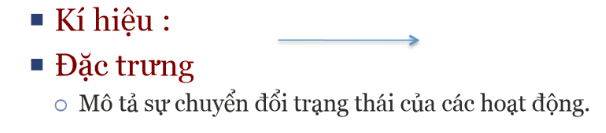 Kí hiệu :
Đặc trưng
Mô tả sự chuyển đổi trạng thái của các hoạt động.